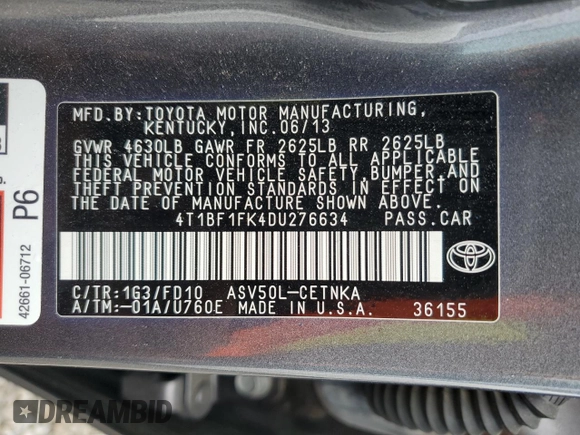 MFD.BY:TOYOTA MOTOR MANUFACTURING,
KENTUCKY, INC.06/13
GVWR 4630LB GAWR FR 2625LB RR 2625LB
THIS VEHICLE CONFORMS TO ALL APPLICABLE
FEDERAL MOTOR VEHICLE SAFETY, BUMPER, AND
THEFT PREVENTION STANDARDS IN EFFECT ON
THE DATE OF MANUFACTURE SHOWN ABOVE.
4T1BF1FK4DU276634 PASS.CAR
C/TR:1G3/FD10 ASV50L-CETNKA
A/TM:-01A/U760E MADE IN U.S.A. 36155
TOYOTA
P6
42661-06712
DREAMBID